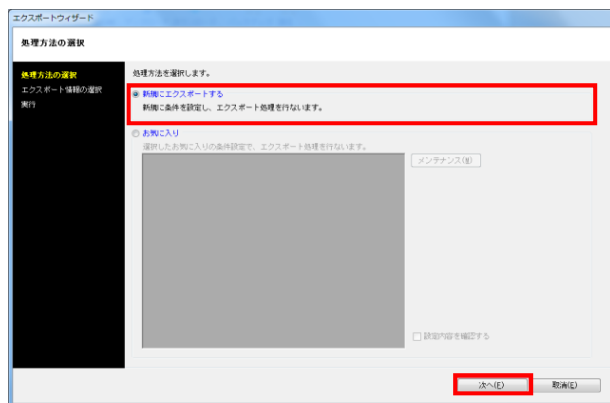 エクスポートウィザード
処理方法の選択
処理方法の選択
エクスポート情報の選択
実行
処理方法を選択します。
新規にエクスポートする
新規に条件を設定し、エクスポート処理を行ないます。
お気に入り
選択したお気に入りの条件設定で、エクスポート処理を行ないます。
メンテナンス(M)
設定内容を確認する
次へ(F)
取消(E)